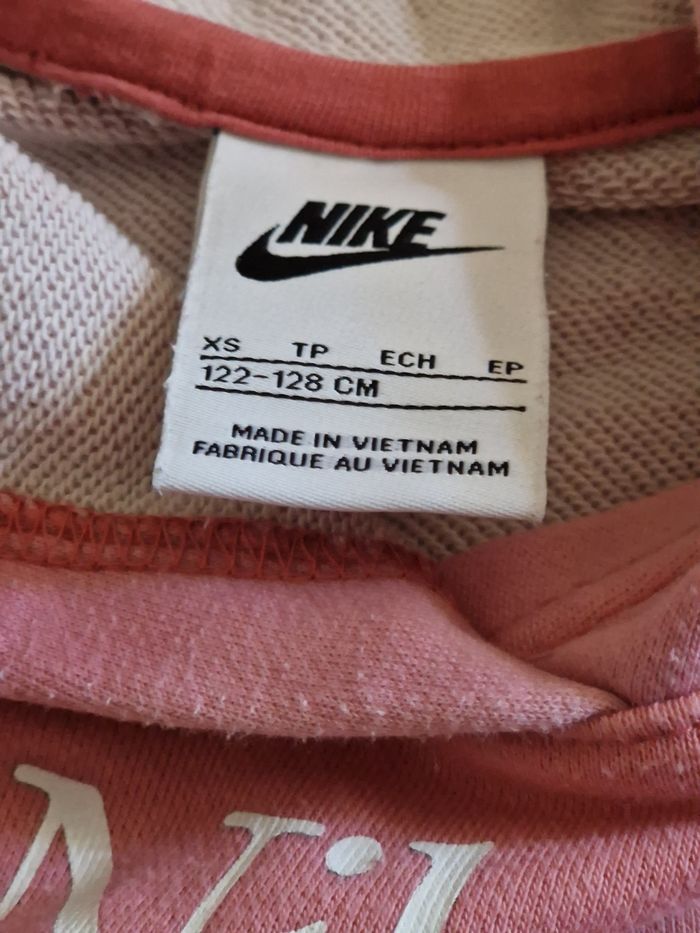 NIKE
XS TP ECH EP
122-128 CM
MADE IN VIETNAM
FABRIQUE AU VIETNAM